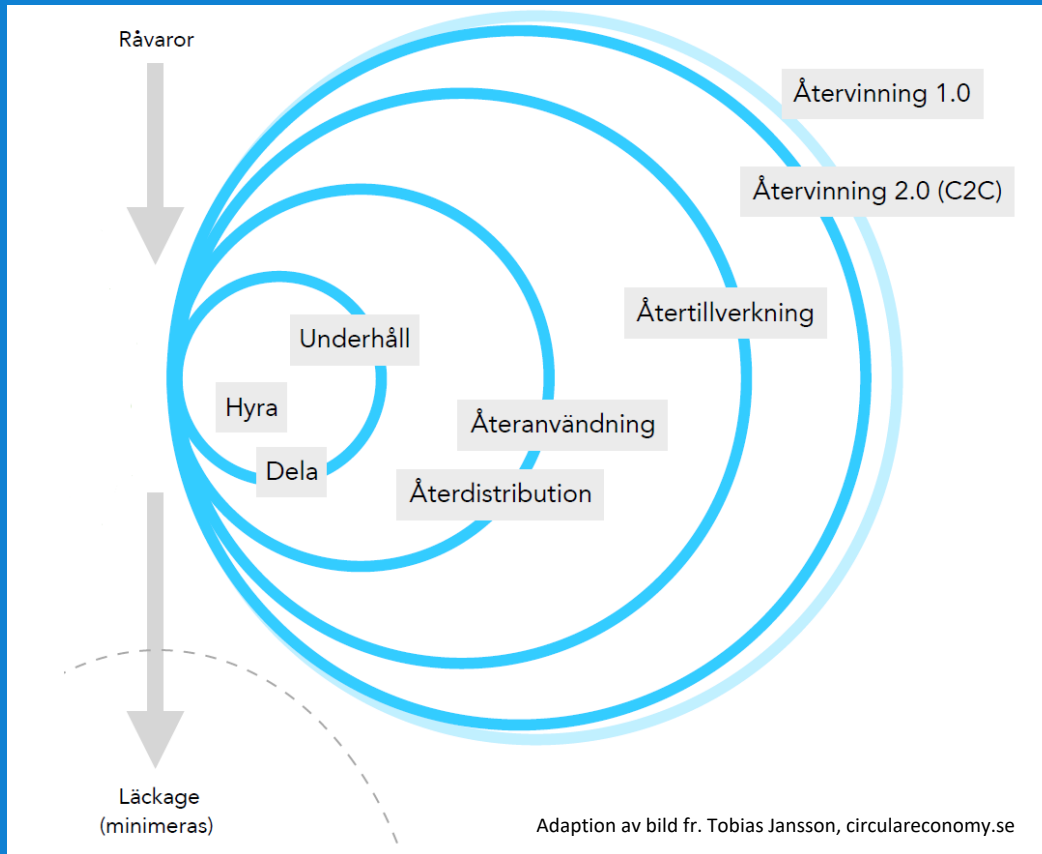 Råvaror
Återvinning 1.0
Återvinning 2.0 (C2C)
Återtillverkning
Underhåll
Hyra
Återanvändning
Dela
Återdistribution
Läckage
(minimeras)
Adaption av bild fr. Tobias Jansson, circulareconomy.se